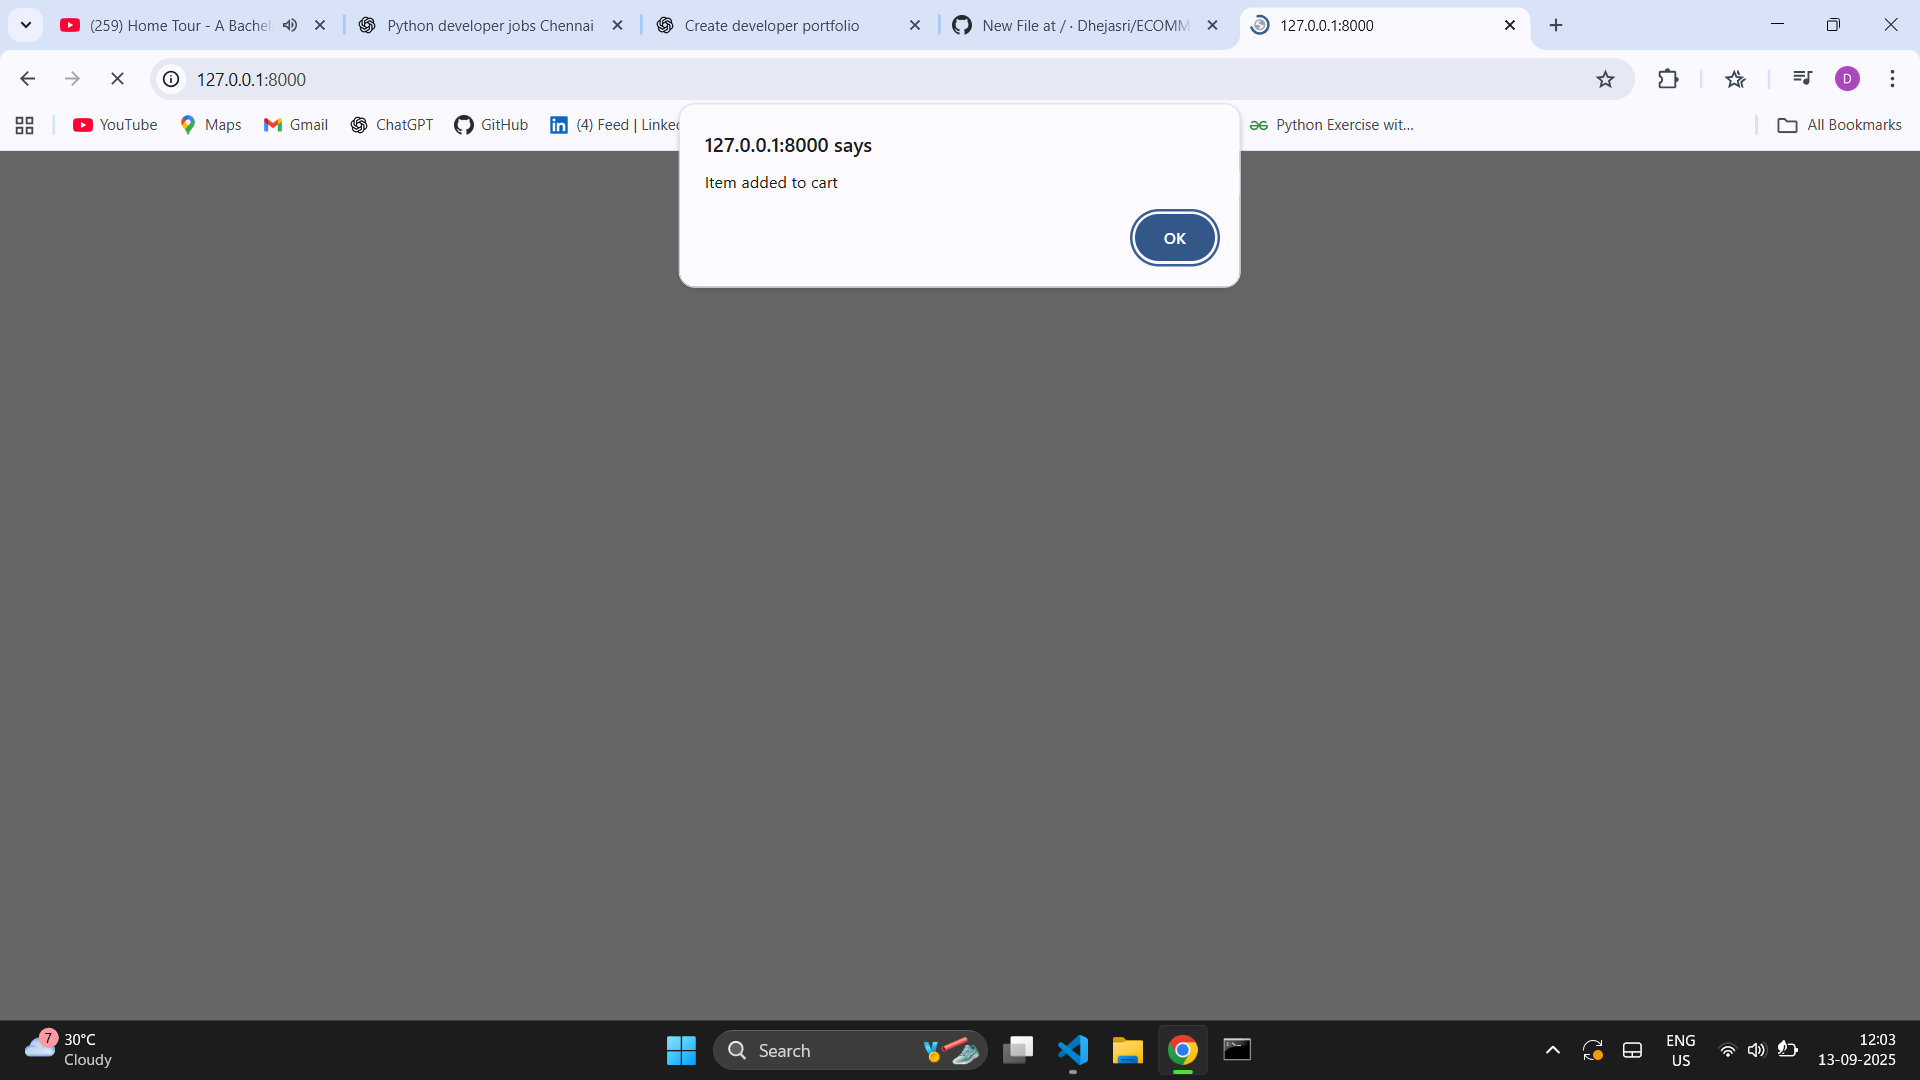 (259) Home Tour - A Bachel
Python developer jobs Chennai
Create developer portfolio
New File at / · Dhejasri/ECOMM
127.0.0.1:8000
127.0.0.1:8000
D
YouTube
Maps
Gmail
ChatGPT
GitHub
(4) Feed | Linked
Python Exercise wit...
All Bookmarks
127.0.0.1:8000 says
Item added to cart
OK
7
30°C
Cloudy
Search
ENG
US
12:03
13-09-2025